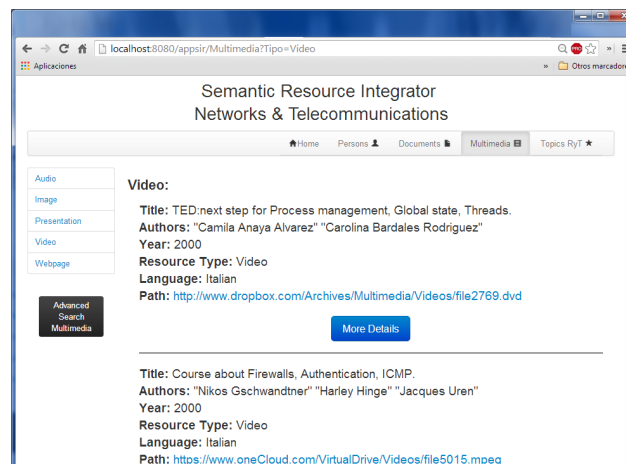 localhost:8080/appsir/Multimedia?Tipo=Video
Aplicaciones
» Otros marcadore
Semantic Resource Integrator
Networks & Telecommunications
Home Persons Documents Multimedia Topics RyT
Audio
Image
Presentation
Video
Webpage
Advanced
Search
Multimedia
Video:
Title: TED:next step for Process management, Global state, Threads.
Authors: "Camila Anaya Alvarez" "Carolina Bardales Rodriguez"
Year: 2000
Resource Type: Video
Language: Italian
Path: http://www.dropbox.com/Archives/Multimedia/Videos/file2769.dvd
More Details
Title: Course about Firewalls, Authentication, ICMP.
Authors: "Nikos Gschwandtner" "Harley Hinge" "Jacques Uren"
Year: 2000
Resource Type: Video
Language: Italian
Path: https://www.oneCloud.com/VirtualDrive/Videos/file5015.mpeg